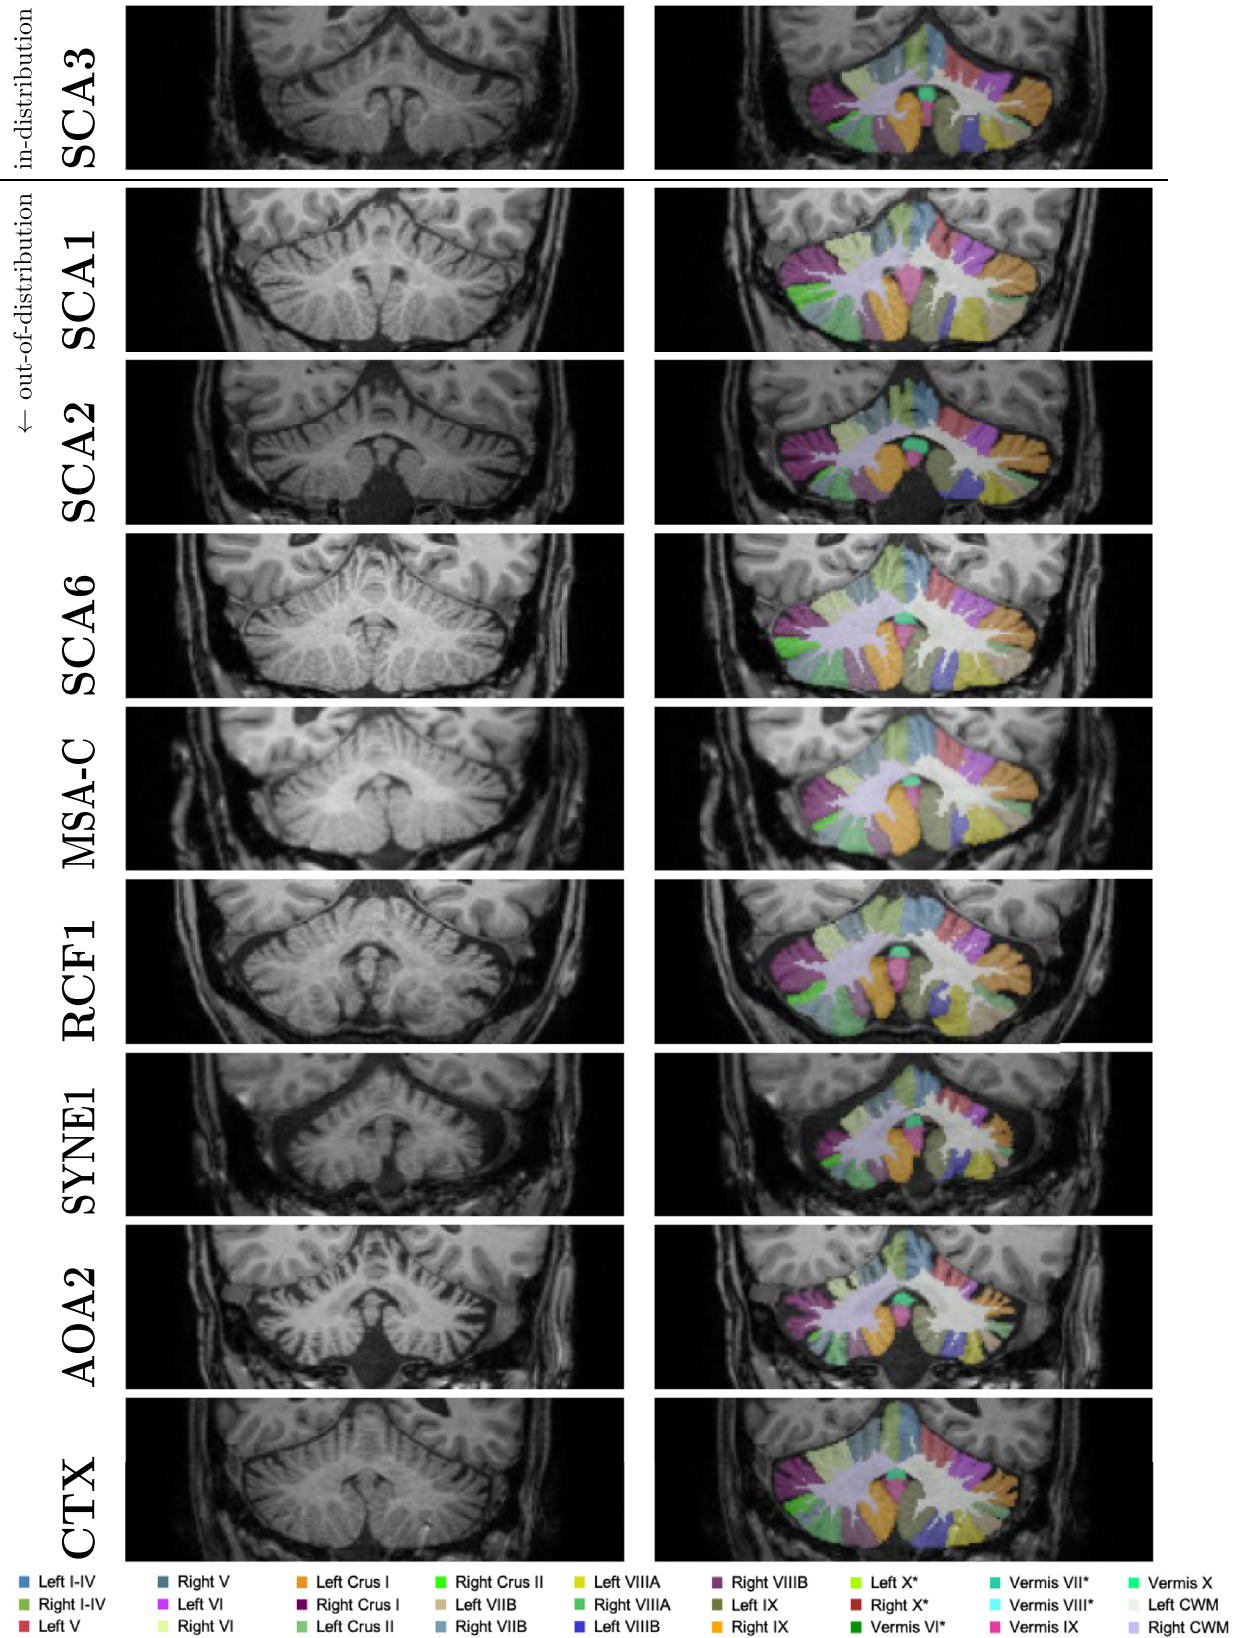 in-distribution
SCA3
← out-of-distribution
SCA1
SCA2
SCA6
MSA-C
RCF1
SYNE1
AOA2
CTX
Left I-IV Right V Left Crus I Right Crus II Left VIIIA Right VIIIB Left X* Vermis VII* Vermis X
Right I-IV Left VI Right Crus I Left VIIB Right VIIIA Left IX Right X* Vermis VIII* Left CWM
Left V Right VI Left Crus II Right VIIB Left VIIIB Right IX Vermis VI* Vermis IX Right CWM